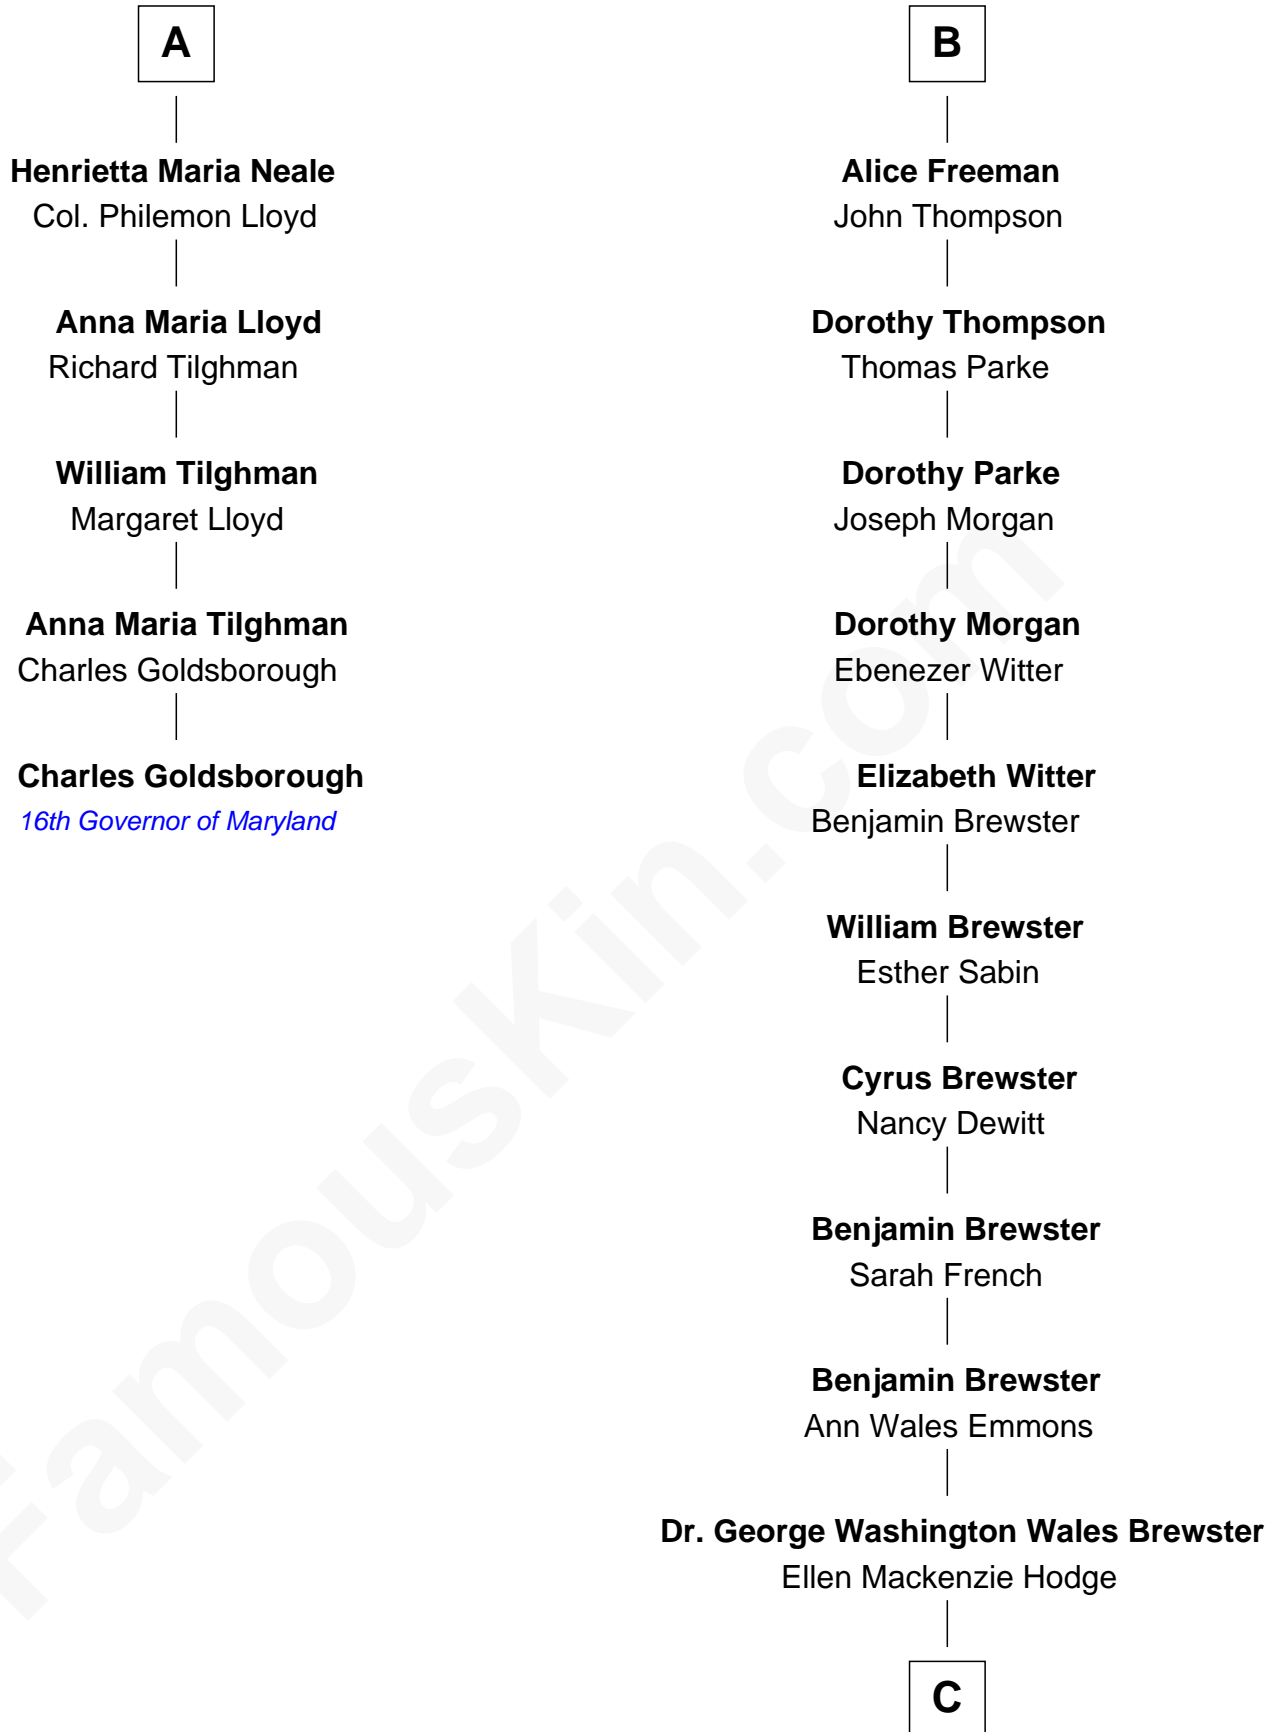 A
Henrietta Maria Neale
Col. Philemon Lloyd
Anna Maria Lloyd
Richard Tilghman
William Tilghman
Margaret Lloyd
Anna Maria Tilghman
Charles Goldsborough
Charles Goldsborough
16th Governor of Maryland
B
Alice Freeman
John Thompson
Dorothy Thompson
Thomas Parke
Dorothy Parke
Joseph Morgan
Dorothy Morgan
Ebenezer Witter
Elizabeth Witter
Benjamin Brewster
William Brewster
Esther Sabin
Cyrus Brewster
Nancy Dewitt
Benjamin Brewster
Sarah French
Benjamin Brewster
Ann Wales Emmons
Dr. George Washington Wales Brewster
Ellen Mackenzie Hodge
C
FamousKin.com